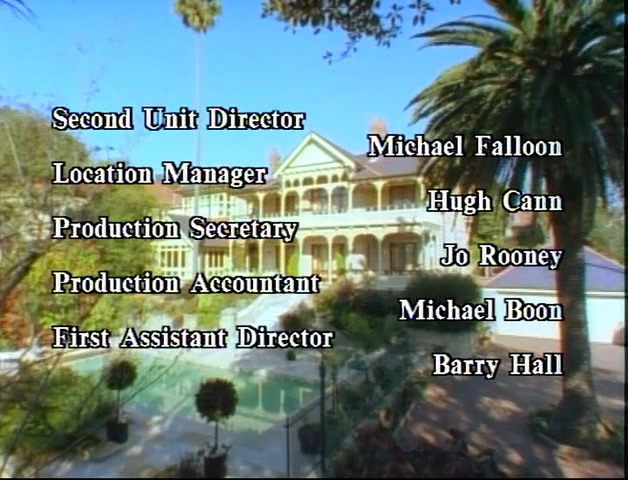 Second Unit Director
Michael Falloon
Location Manager
Hugh Cann
Production Secretary
Jo Rooney
Production Accountant
Michael Boon
First Assistant Director
Barry Hall